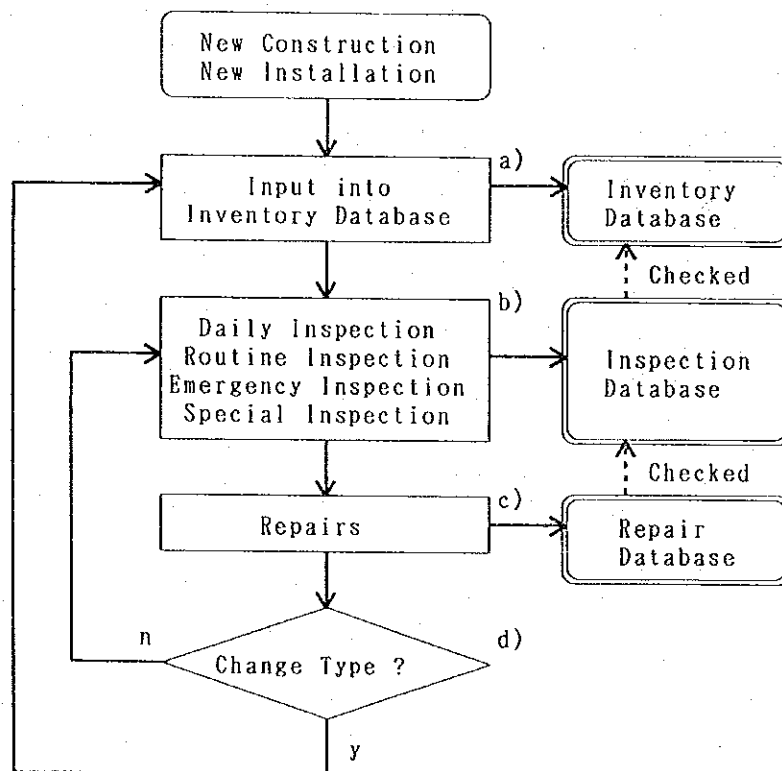 New Construction
New Installation
a)
Input into
Inventory Database
Inventory
Database
Checked
b)
Daily Inspection
Routine Inspection
Emergency Inspection
Special Inspection
Inspection
Database
Checked
c)
Repairs
Repair
Database
n
d)
Change Type ?
y